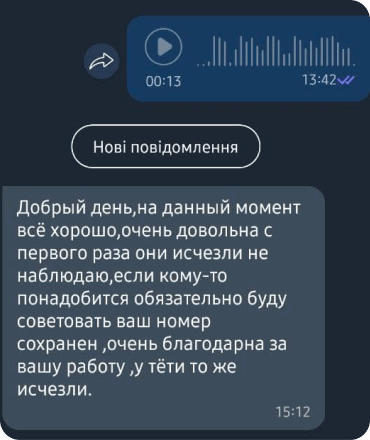 00:13
13:42
Нові повідомлення
Добрый день,на данный момент
всё хорошо,очень довольна с
первого раза они исчезли не
наблюдаю,если кому-то
понадобится обязательно буду
советовать ваш номер
сохранен ,очень благодарна за
вашу работу ,у тёти то же
исчезли.
15:12